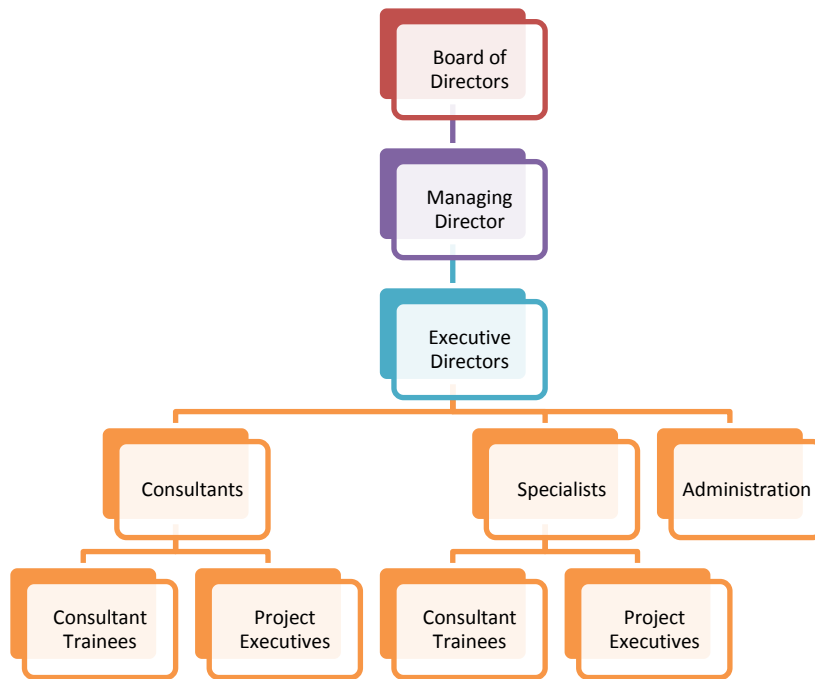 Board of
Directors
Managing
Director
Executive
Directors
Consultants
Specialists
Administration
Consultant
Trainees
Project
Executives
Consultant
Trainees
Project
Executives